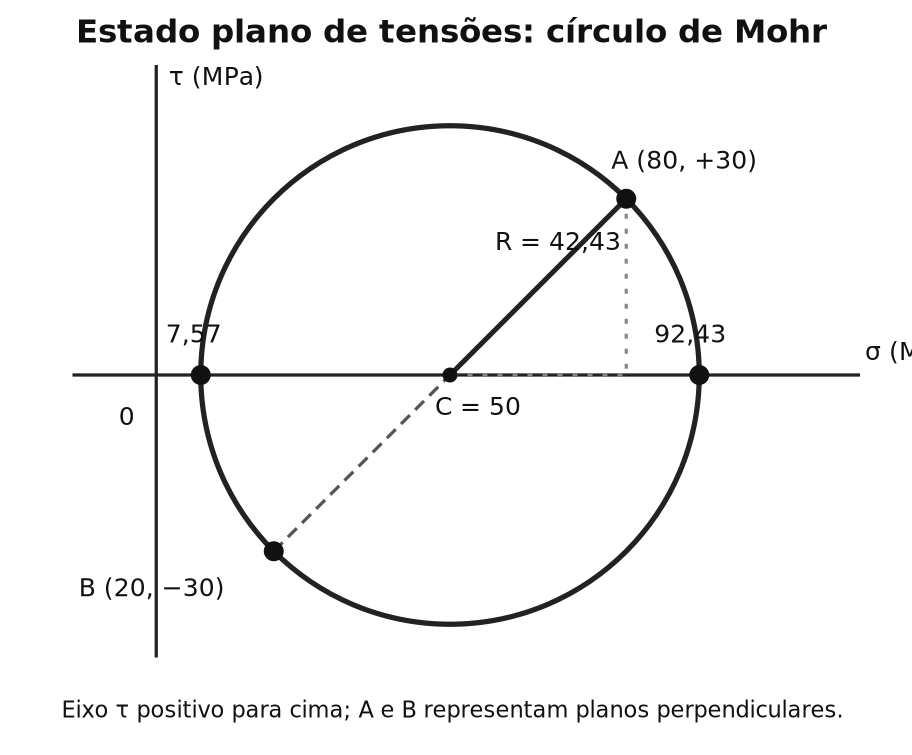 Estado plano de tensões: círculo de Mohr
τ (MPa)
A (80, +30)
R = 42,43
7,57
92,43
σ (M
C = 50
0
B (20, −30)
Eixo τ positivo para cima; A e B representam planos perpendiculares.